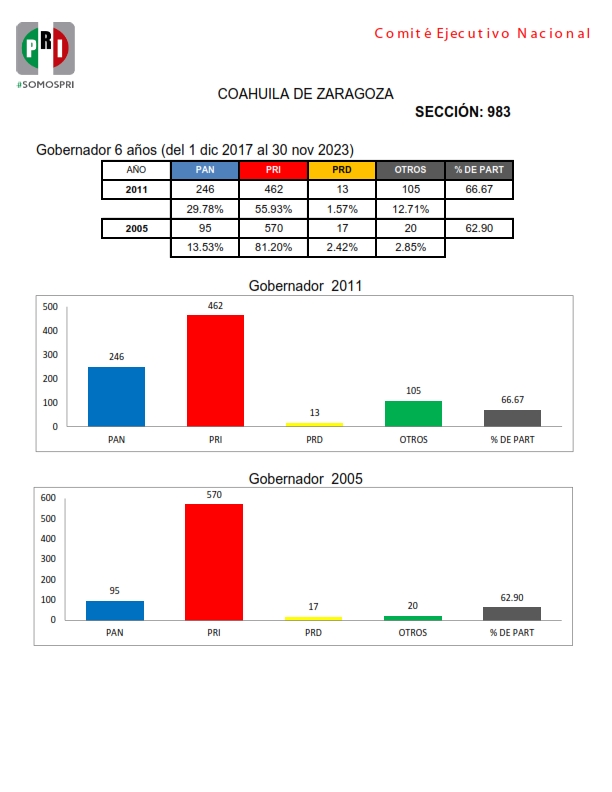 PRI
#SOMOSPRI
Comité Ejecutivo Nacional
COAHUILA DE ZARAGOZA
SECCIÓN: 983
Gobernador 6 años (del 1 dic 2017 al 30 nov 2023)
AÑO PAN PRI PRD OTROS % DE PART
2011 246 462 13 105 66.67
29.78% 55.93% 1.57% 12.71%
2005 95 570 17 20 62.90
13.53% 81.20% 2.42% 2.85%
Gobernador 2011
500
400
300
200
100
0
246
462
13
105
66.67
PAN PRI PRD OTROS % DE PART
Gobernador 2005
600
500
400
300
200
100
0
95
570
17
20
62.90
PAN PRI PRD OTROS % DE PART